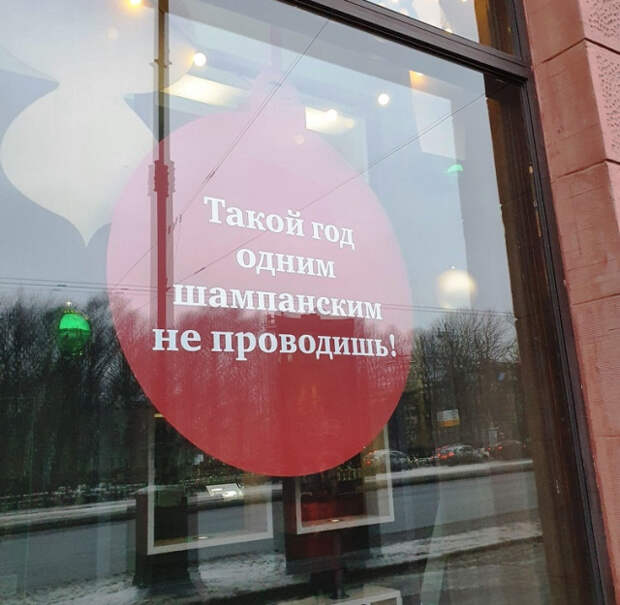 Такой год
одним
шампанским
не проводишь!